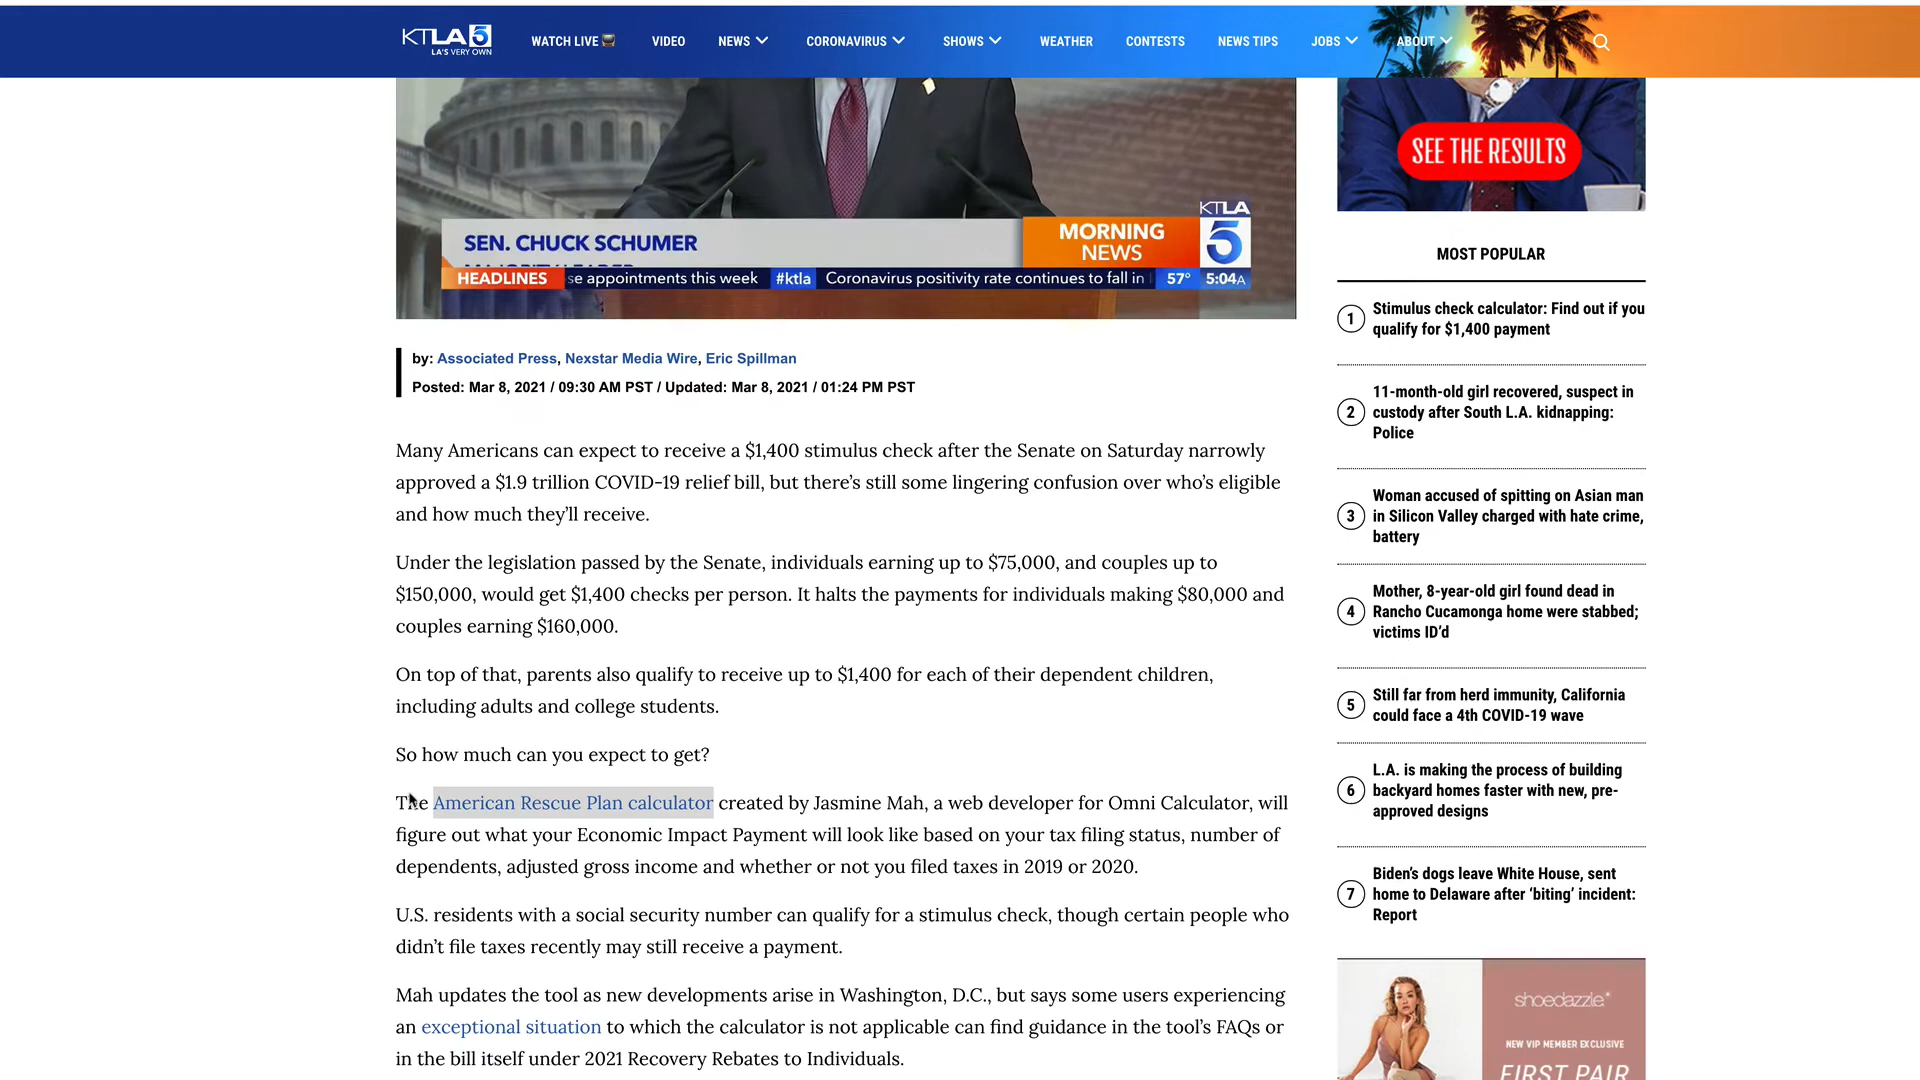 KTLA 5
LA'S VERY OWN
WATCH LIVE
VIDEO
NEWS
CORONAVIRUS
SHOWS
WEATHER
CONTESTS
NEWS TIPS
JOBS
ABOUT
SEN. CHUCK SCHUMER
MORNING
NEWS
KTLA
5
HEADLINES se appointments this week #ktla Coronavirus positivity rate continues to fall in 57° 5:04A
by: Associated Press, Nexstar Media Wire, Eric Spillman
Posted: Mar 8, 2021 / 09:30 AM PST / Updated: Mar 8, 2021 / 01:24 PM PST
Many Americans can expect to receive a $1,400 stimulus check after the Senate on Saturday narrowly
approved a $1.9 trillion COVID-19 relief bill, but there’s still some lingering confusion over who’s eligible
and how much they’ll receive.
Under the legislation passed by the Senate, individuals earning up to $75,000, and couples up to
$150,000, would get $1,400 checks per person. It halts the payments for individuals making $80,000 and
couples earning $160,000.
On top of that, parents also qualify to receive up to $1,400 for each of their dependent children,
including adults and college students.
So how much can you expect to get?
The American Rescue Plan calculator created by Jasmine Mah, a web developer for Omni Calculator, will
figure out what your Economic Impact Payment will look like based on your tax filing status, number of
dependents, adjusted gross income and whether or not you filed taxes in 2019 or 2020.
U.S. residents with a social security number can qualify for a stimulus check, though certain people who
didn’t file taxes recently may still receive a payment.
Mah updates the tool as new developments arise in Washington, D.C., but says some users experiencing
an exceptional situation to which the calculator is not applicable can find guidance in the tool’s FAQs or
in the bill itself under 2021 Recovery Rebates to Individuals.
SEE THE RESULTS
MOST POPULAR
1 Stimulus check calculator: Find out if you
qualify for $1,400 payment
2 11-month-old girl recovered, suspect in
custody after South L.A. kidnapping:
Police
3 Woman accused of spitting on Asian man
in Silicon Valley charged with hate crime,
battery
4 Mother, 8-year-old girl found dead in
Rancho Cucamonga home were stabbed;
victims ID’d
5 Still far from herd immunity, California
could face a 4th COVID-19 wave
6 L.A. is making the process of building
backyard homes faster with new, pre-
approved designs
7 Biden’s dogs leave White House, sent
home to Delaware after ‘biting’ incident:
Report
shoedazzle
NEW VIP MEMBER EXCLUSIVE
FIRST PAIR